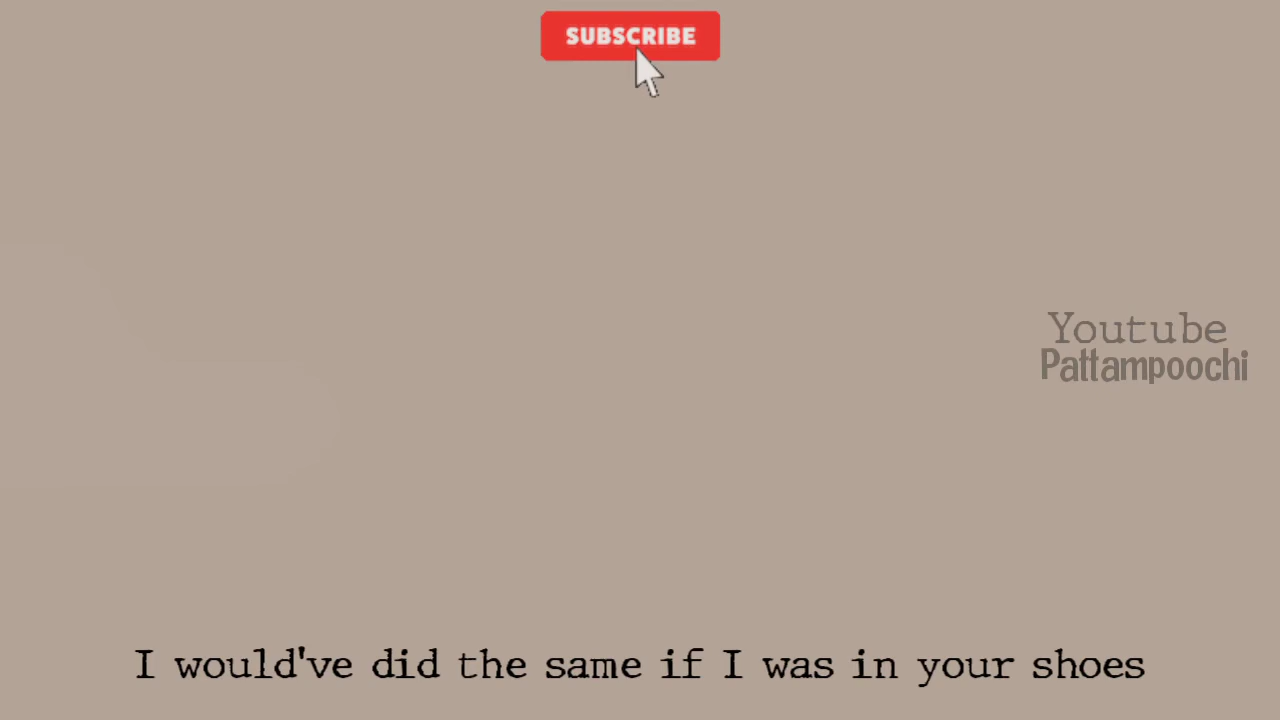 SUBSCRIBE
Youtube
Pattampoochi
I would've did the same if I was in your shoes